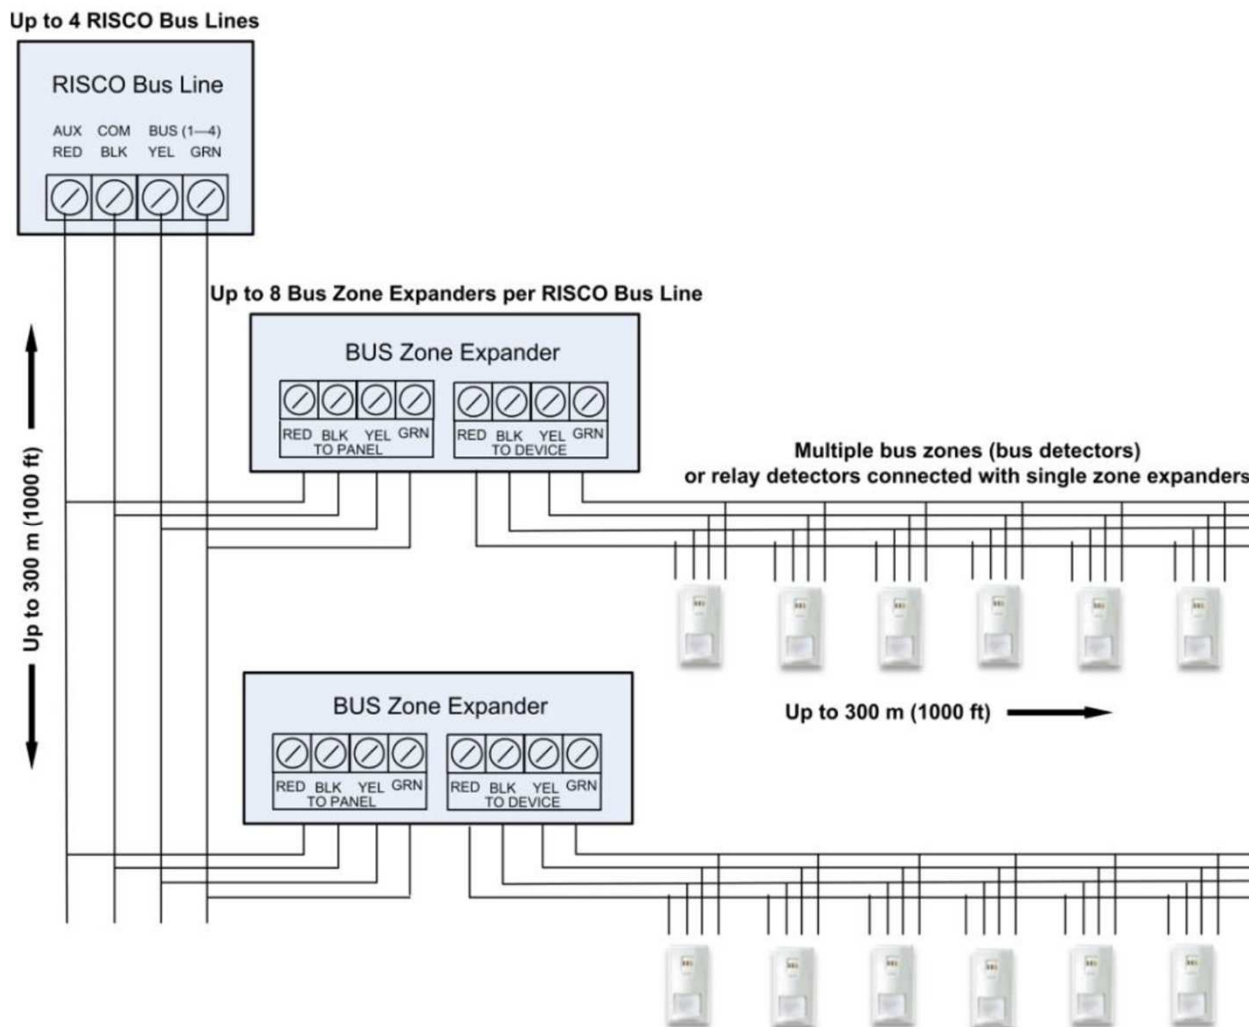 Up to 4 RISCO Bus Lines
RISCO Bus Line
AUX COM BUS (1—4)
RED BLK YEL GRN
Up to 8 Bus Zone Expanders per RISCO Bus Line
BUS Zone Expander
RED BLK YEL GRN RED BLK YEL GRN
TO PANEL TO DEVICE
Multiple bus zones (bus detectors)
or relay detectors connected with single zone expanders
Up to 300 m (1000 ft)
Up to 300 m (1000 ft)
BUS Zone Expander
RED BLK YEL GRN RED BLK YEL GRN
TO PANEL TO DEVICE